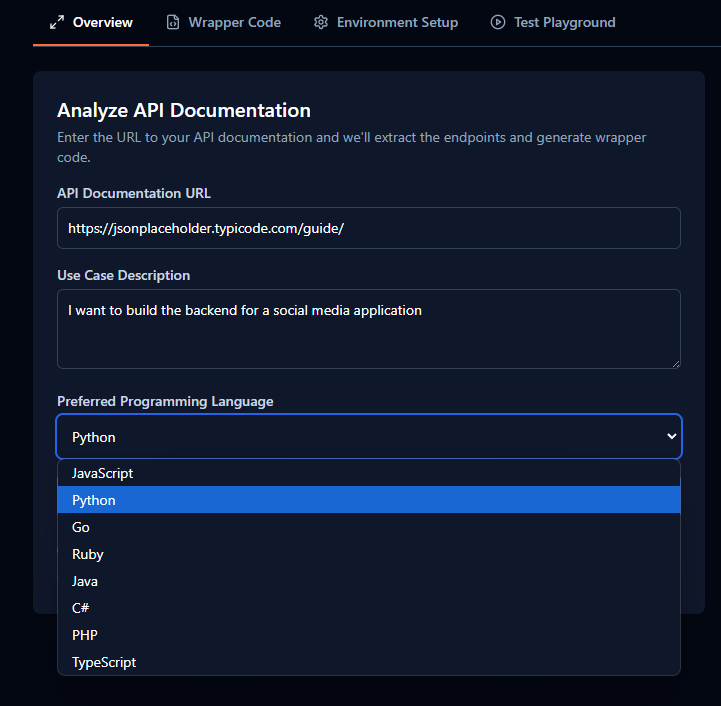 Overview Wrapper Code Environment Setup Test Playground
Analyze API Documentation
Enter the URL to your API documentation and we'll extract the endpoints and generate wrapper
code.
API Documentation URL
https://jsonplaceholder.typicode.com/guide/
Use Case Description
I want to build the backend for a social media application
Preferred Programming Language
Python
JavaScript
Python
Go
Ruby
Java
C#
PHP
TypeScript